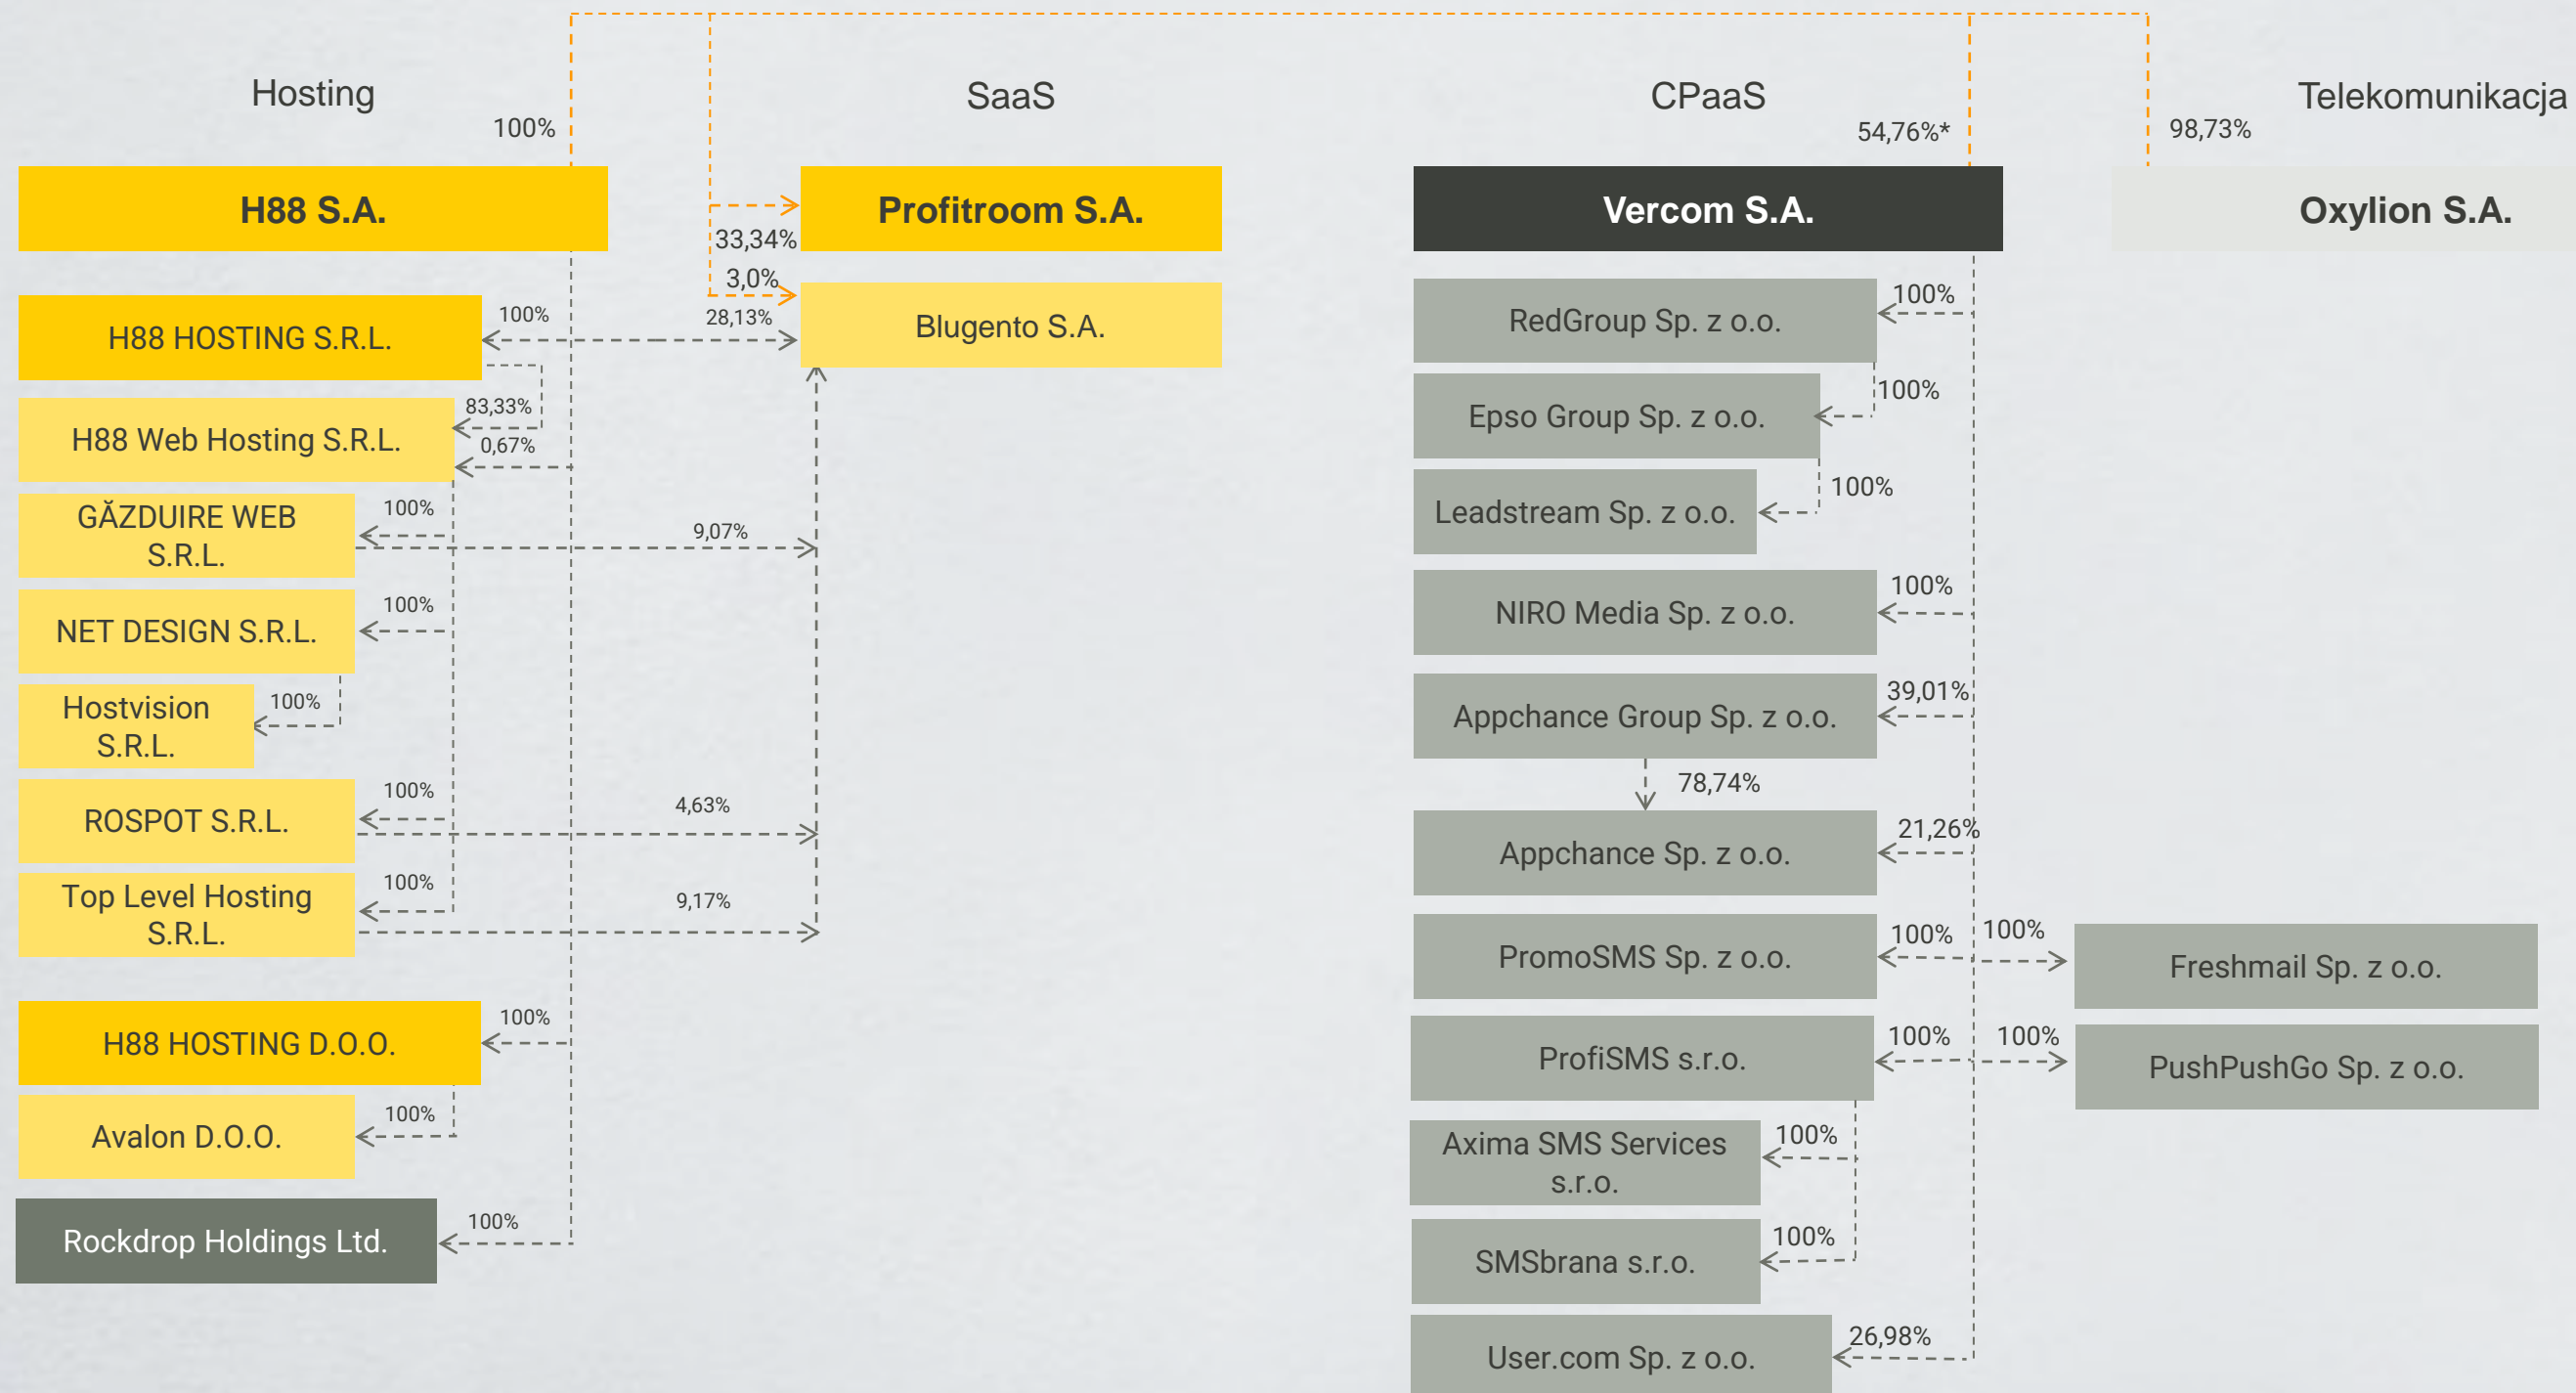 Hosting
SaaS
CPaaS
Telekomunikacja
100%
54,76%*
98,73%
H88 S.A.
Profitroom S.A.
Vercom S.A.
Oxylion S.A.
33,34%
3,0%
Blugento S.A.
28,13%
H88 HOSTING S.R.L.
100%
H88 Web Hosting S.R.L.
83,33%
0,67%
GĂZDUIRE WEB
S.R.L.
100%
9,07%
NET DESIGN S.R.L.
100%
Hostvision
S.R.L.
100%
ROSPOT S.R.L.
100%
4,63%
Top Level Hosting
S.R.L.
100%
9,17%
H88 HOSTING D.O.O.
100%
Avalon D.O.O.
100%
Rockdrop Holdings Ltd.
100%
RedGroup Sp. z o.o.
100%
Epso Group Sp. z o.o.
100%
Leadstream Sp. z o.o.
100%
NIRO Media Sp. z o.o.
100%
Appchance Group Sp. z o.o.
39,01%
78,74%
Appchance Sp. z o.o.
21,26%
PromoSMS Sp. z o.o.
100%
100%
Freshmail Sp. z o.o.
ProfiSMS s.r.o.
100%
100%
PushPushGo Sp. z o.o.
Axima SMS Services
s.r.o.
100%
SMSbrana s.r.o.
100%
User.com Sp. z o.o.
26,98%